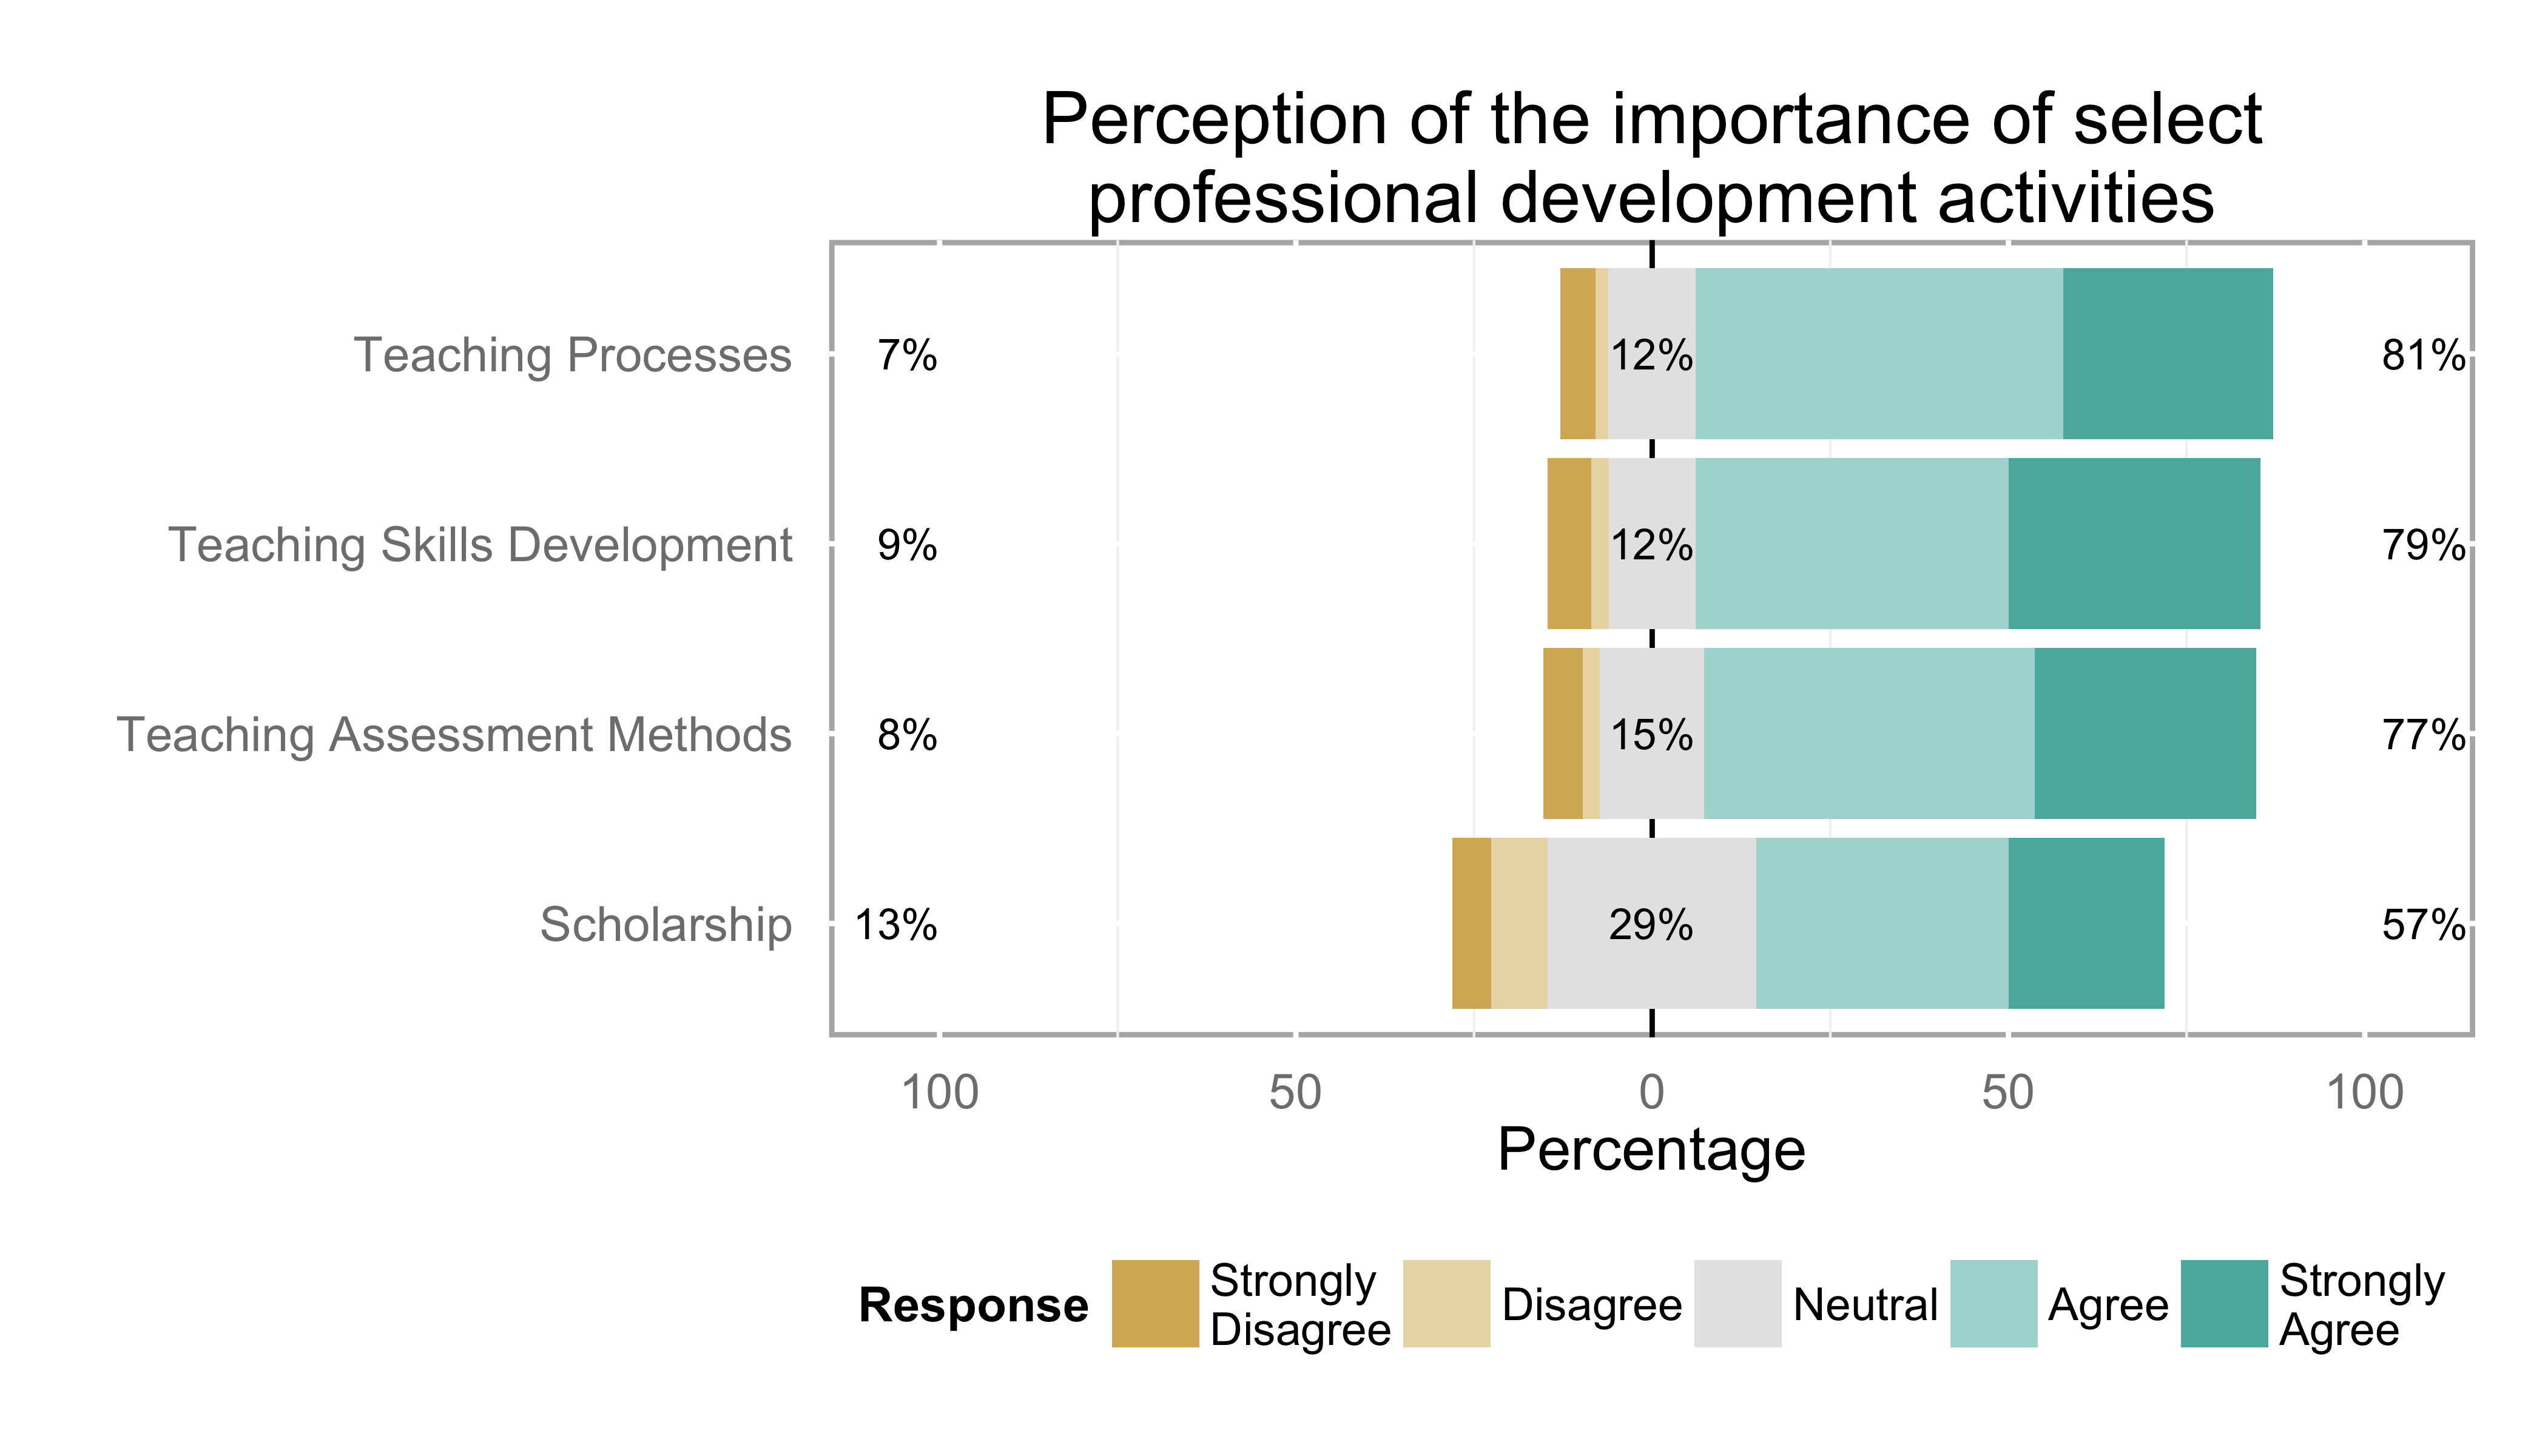 Perception of the importance of select
professional development activities
Teaching Processes 7% 12% 81%
Teaching Skills Development 9% 12% 79%
Teaching Assessment Methods 8% 15% 77%
Scholarship 13% 29% 57%
100 50 0 50 100
Percentage
Response Strongly Disagree Disagree Neutral Agree Strongly Agree